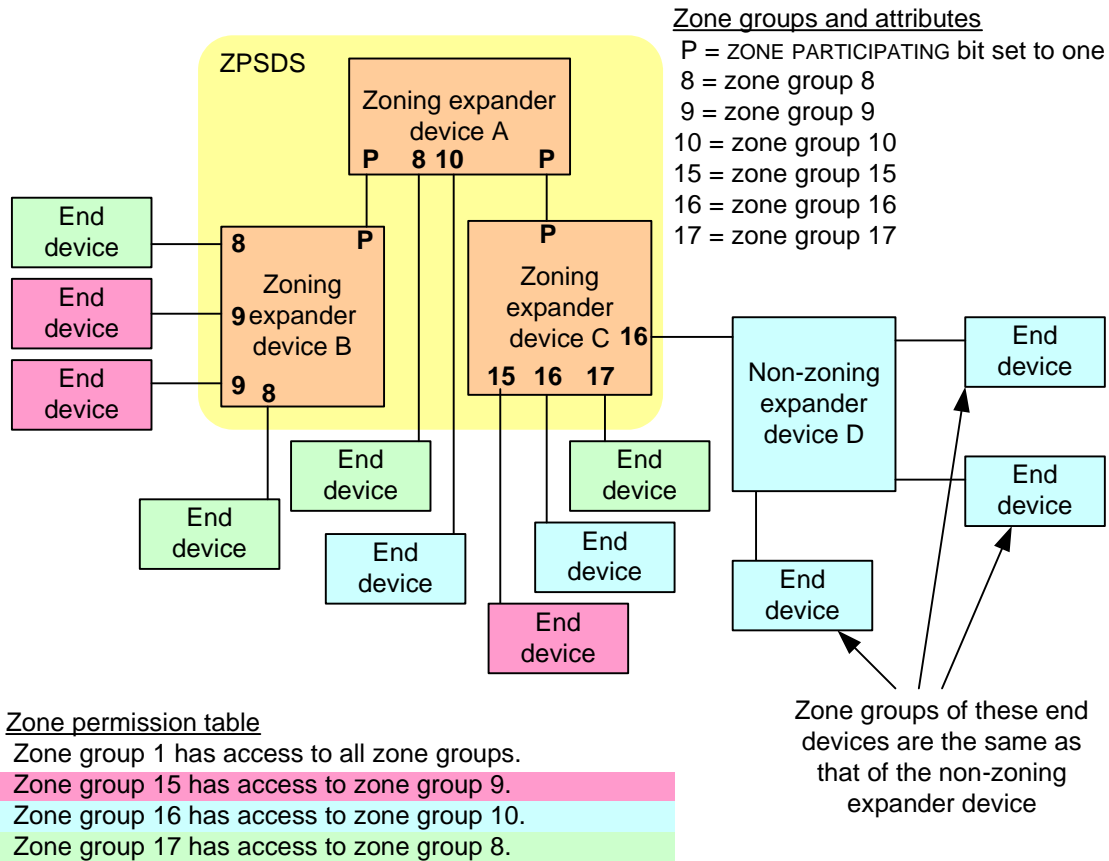 Zone groups and attributes
P = ZONE PARTICIPATING bit set to one
8 = zone group 8
9 = zone group 9
10 = zone group 10
15 = zone group 15
16 = zone group 16
17 = zone group 17
ZPSDS
Zoning expander
device A
P 8 10 P
End
device
End
device
End
device
8
9
9
8
P
Zoning
expander
device B
P
Zoning
expander
device C
16
15 16 17
Non-zoning
expander
device D
End
device
End
device
End
device
End
device
End
device
End
device
End
device
End
device
End
device
End
device
Zone groups of these end
devices are the same as
that of the non-zoning
expander device
Zone permission table
Zone group 1 has access to all zone groups.
Zone group 15 has access to zone group 9.
Zone group 16 has access to zone group 10.
Zone group 17 has access to zone group 8.